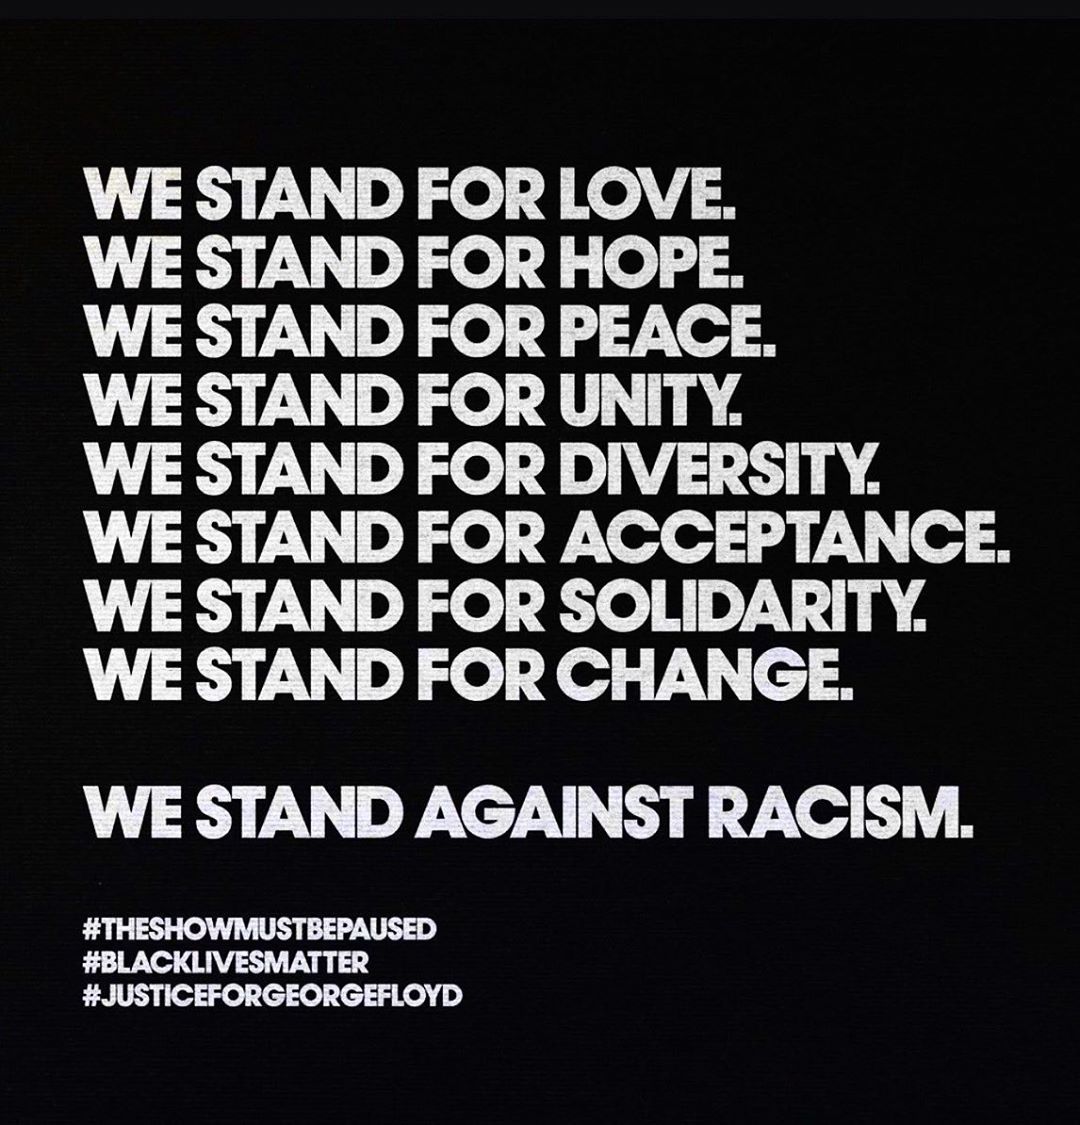 WE STAND FOR LOVE.
WE STAND FOR HOPE.
WE STAND FOR PEACE.
WE STAND FOR UNITY.
WE STAND FOR DIVERSITY.
WE STAND FOR ACCEPTANCE.
WE STAND FOR SOLIDARITY.
WE STAND FOR CHANGE.
WE STAND AGAINST RACISM.
#THESHOWMUSTBEPAUSED
#BLACKLIVESMATTER
#JUSTICEFORGEORGEFLOYD